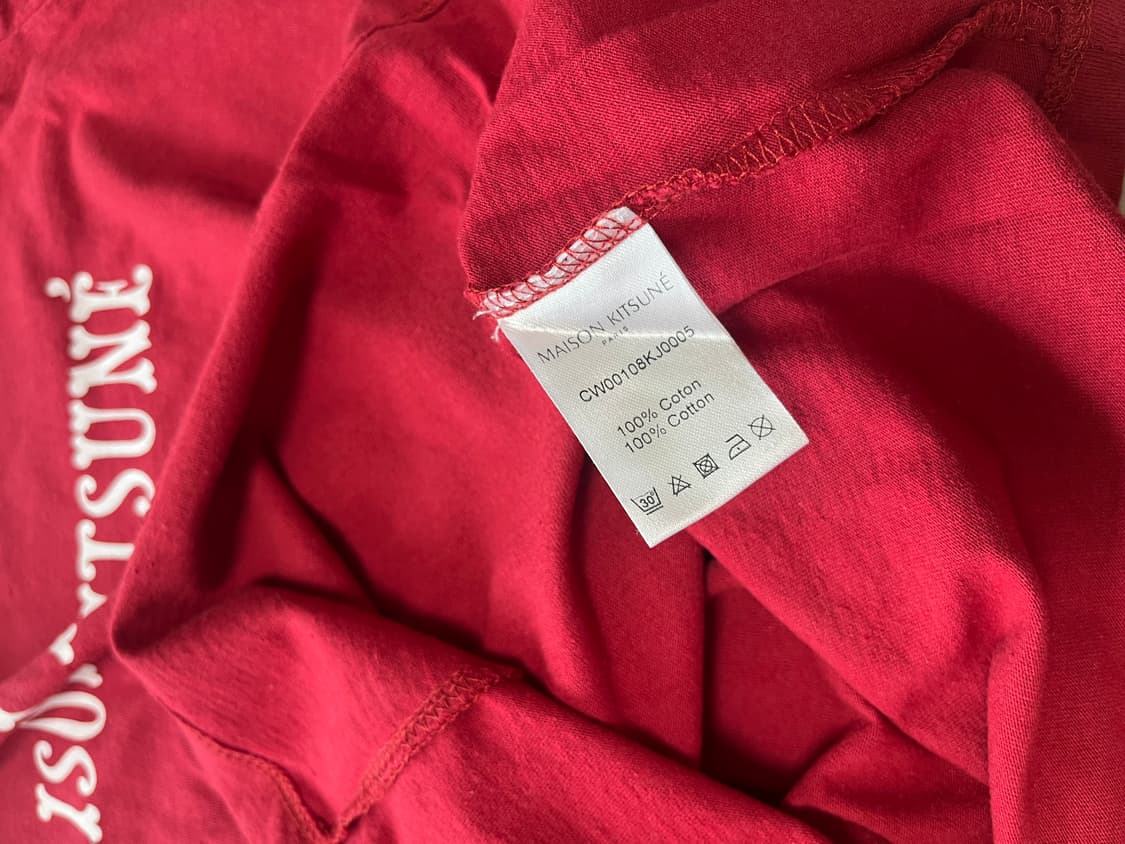 MAISON KITSUNÉ
PARIS
CW00108KJ0005
100% Coton
100% Cotton
30°